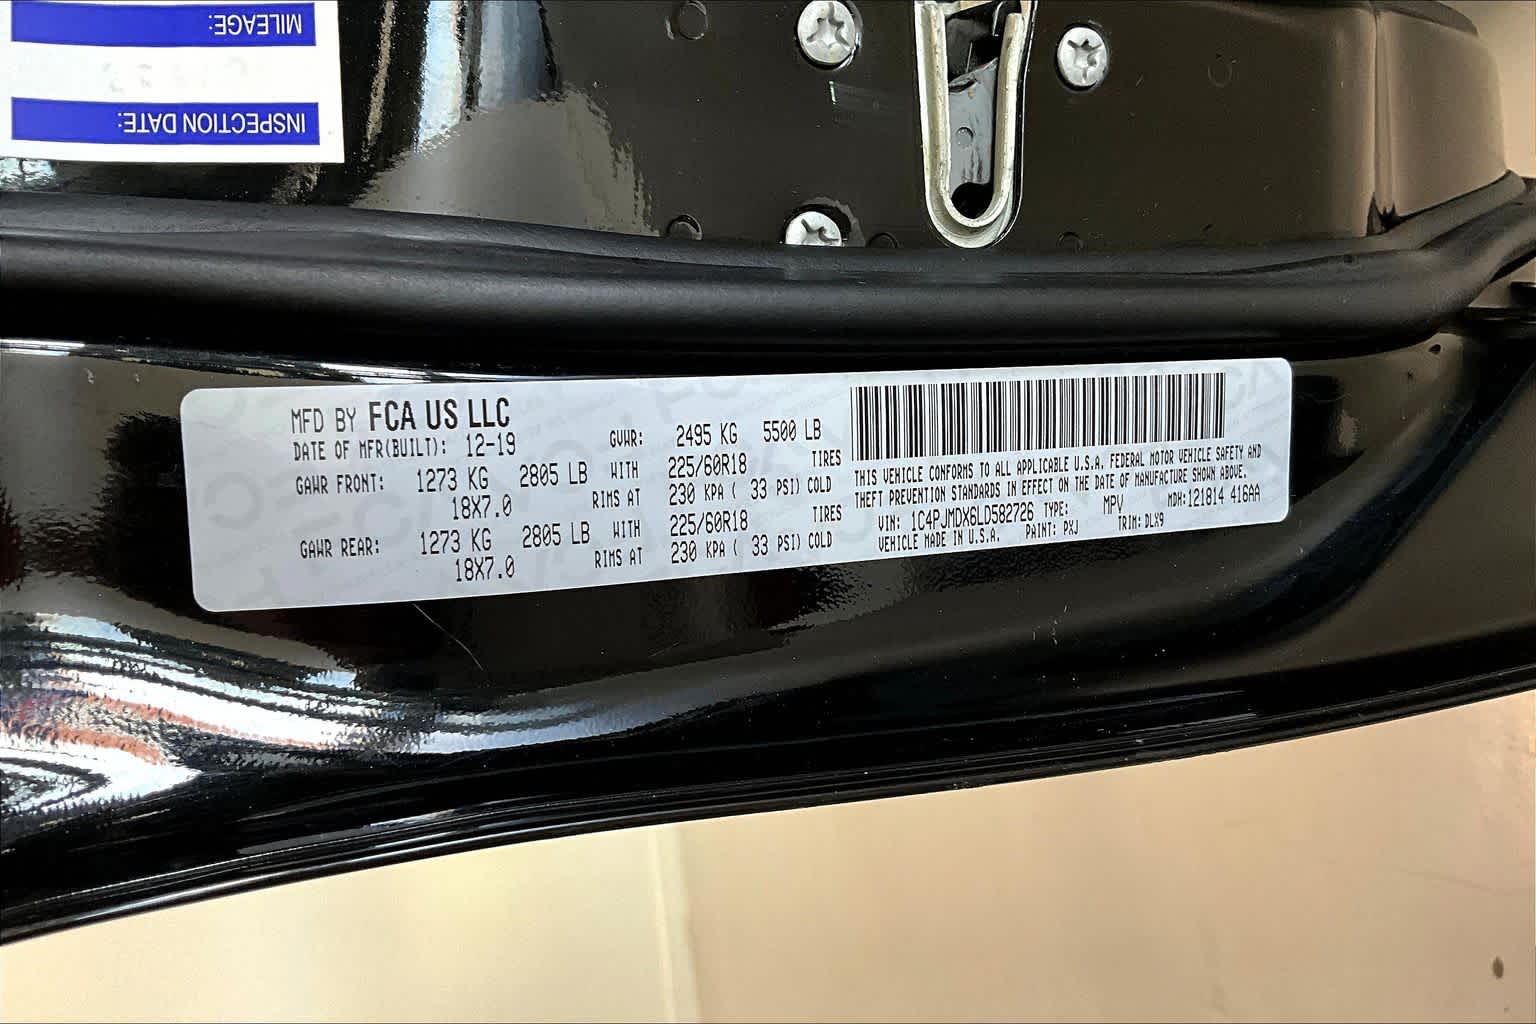 MILEAGE:
INSPECTION DATE:
MFD BY FCA US LLC
DATE OF MFR(BUILT): 12-19 GVWR: 2495 KG 5500 LB
GAWR FRONT: 1273 KG 2805 LB WITH 225/60R18 TIRES
18X7.0 RIMS AT 230 KPA ( 33 PSI) COLD
GAWR REAR: 1273 KG 2805 LB WITH 225/60R18 TIRES
18X7.0 RIMS AT 230 KPA ( 33 PSI) COLD
THIS VEHICLE CONFORMS TO ALL APPLICABLE U.S.A. FEDERAL MOTOR VEHICLE SAFETY AND
THEFT PREVENTION STANDARDS IN EFFECT ON THE DATE OF MANUFACTURE SHOWN ABOVE.
VIN: 1C4PJMDX6LD582726 TYPE: MPV MDH:121814 416AA
VEHICLE MADE IN U.S.A. PAINT: PXJ TRIM: DLX9